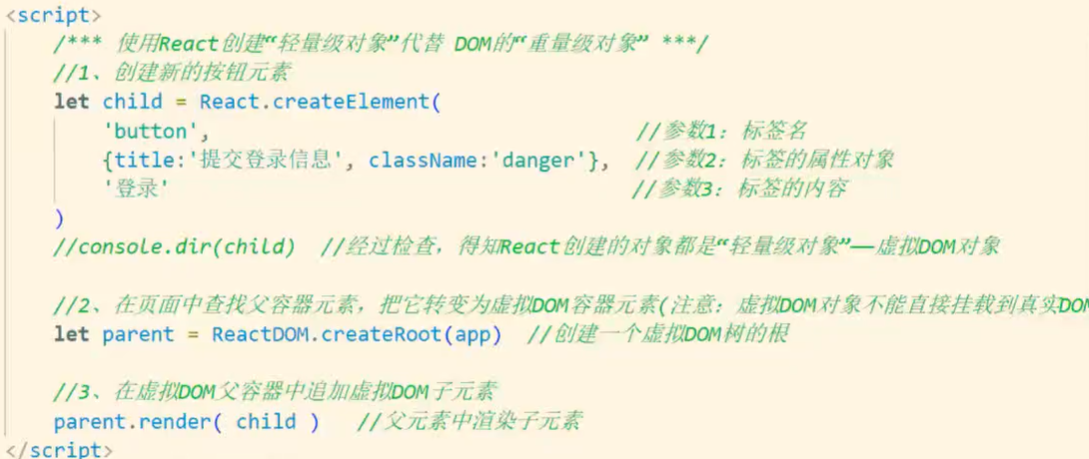 <script>
/*** 使用React创建“轻量级对象”代替 DOM的“重量级对象” ***/
//1、创建新的按钮元素
let child = React.createElement(
'button', //参数1：标签名
{title:'提交登录信息', className:'danger'}, //参数2：标签的属性对象
'登录' //参数3：标签的内容
)
//console.dir(child) //经过检查，得知React创建的对象都是“轻量级对象”——虚拟DOM对象
//2、在页面中查找父容器元素，把它转变为虚拟DOM容器元素(注意：虚拟DOM对象不能直接挂载到真实DOM
let parent = ReactDOM.createRoot(app) //创建一个虚拟DOM树的根
//3、在虚拟DOM父容器中追加虚拟DOM子元素
parent.render( child ) //父元素中渲染子元素
</script>